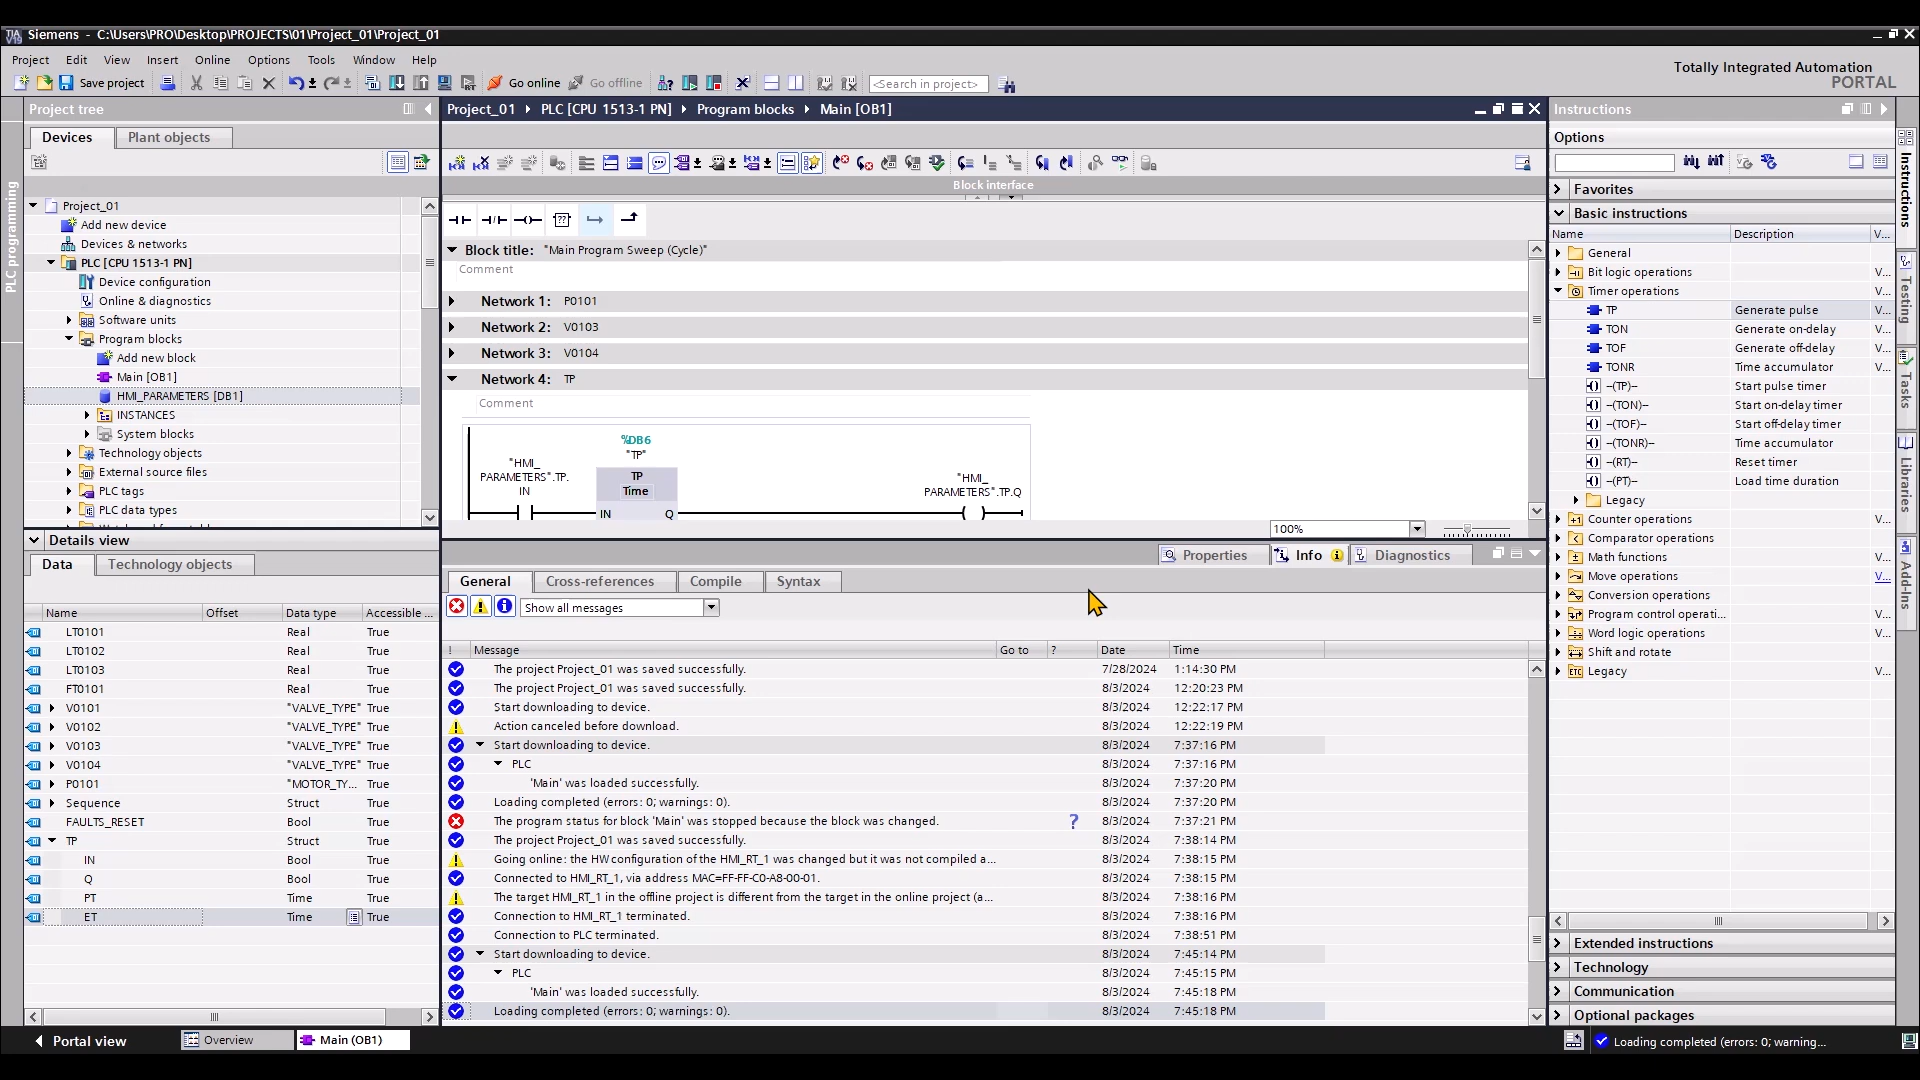 Siemens - C:\Users\PRO\Desktop\PROJECTS\01\Project_01\Project_01
Project Edit View Insert Online Options Tools Window Help
Totally Integrated Automation
PORTAL
Save project
Go online
Go offline
<Search in project>
Project tree
Devices
Plant objects
PLC programming
Project_01
Add new device
Devices & networks
PLC [CPU 1513-1 PN]
Device configuration
Online & diagnostics
Software units
Program blocks
Add new block
Main [OB1]
HMI_PARAMETERS [DB1]
INSTANCES
System blocks
Technology objects
External source files
PLC tags
PLC data types
Details view
Data
Technology objects
Name Offset Data type Accessible ...
LT0101 Real True
LT0102 Real True
LT0103 Real True
FT0101 Real True
V0101 "VALVE_TYPE" True
V0102 "VALVE_TYPE" True
V0103 "VALVE_TYPE" True
V0104 "VALVE_TYPE" True
P0101 "MOTOR_TY... True
Sequence Struct True
FAULTS_RESET Bool True
TP Struct True
IN Bool True
Q Bool True
PT Time True
ET Time True
Project_01 PLC [CPU 1513-1 PN] Program blocks Main [OB1]
Block interface
Block title: "Main Program Sweep (Cycle)"
Comment
Network 1: P0101
Network 2: V0103
Network 3: V0104
Network 4: TP
Comment
%DB6
"TP"
"HMI_
PARAMETERS".TP.
IN
TP
Time
IN Q
"HMI_
PARAMETERS".TP.Q
100%
Properties
Info
Diagnostics
General
Cross-references
Compile
Syntax
Show all messages
! Message Go to ? Date Time
The project Project_01 was saved successfully. 7/28/2024 1:14:30 PM
The project Project_01 was saved successfully. 8/3/2024 12:20:23 PM
Start downloading to device. 8/3/2024 12:22:17 PM
Action canceled before download. 8/3/2024 12:22:19 PM
Start downloading to device. 8/3/2024 7:37:16 PM
PLC 8/3/2024 7:37:16 PM
'Main' was loaded successfully. 8/3/2024 7:37:20 PM
Loading completed (errors: 0; warnings: 0). 8/3/2024 7:37:20 PM
The program status for block 'Main' was stopped because the block was changed. ? 8/3/2024 7:37:21 PM
The project Project_01 was saved successfully. 8/3/2024 7:38:14 PM
Going online: the HW configuration of the HMI_RT_1 was changed but it was not compiled a... 8/3/2024 7:38:15 PM
Connected to HMI_RT_1, via address MAC=FF-FF-C0-A8-00-01. 8/3/2024 7:38:15 PM
The target HMI_RT_1 in the offline project is different from the target in the online project (a... 8/3/2024 7:38:16 PM
Connection to HMI_RT_1 terminated. 8/3/2024 7:38:16 PM
Connection to PLC terminated. 8/3/2024 7:38:51 PM
Start downloading to device. 8/3/2024 7:45:14 PM
PLC 8/3/2024 7:45:15 PM
'Main' was loaded successfully. 8/3/2024 7:45:18 PM
Loading completed (errors: 0; warnings: 0). 8/3/2024 7:45:18 PM
Instructions
Options
Favorites
Basic instructions
Name Description V...
General
Bit logic operations V...
Timer operations V...
TP Generate pulse V...
TON Generate on-delay V...
TOF Generate off-delay V...
TONR Time accumulator V...
-(TP)- Start pulse timer
-(TON)- Start on-delay timer
-(TOF)- Start off-delay timer
-(TONR)- Time accumulator
-(RT)- Reset timer
-(PT)- Load time duration
Legacy
Counter operations V...
Comparator operations
Math functions V...
Move operations V...
Conversion operations
Program control operati... V...
Word logic operations V...
Shift and rotate
Legacy V...
Extended instructions
Technology
Communication
Optional packages
Instructions
Testing
Tasks
Libraries
Add-Ins
Portal view
Overview
Main (OB1)
Loading completed (errors: 0; warning...